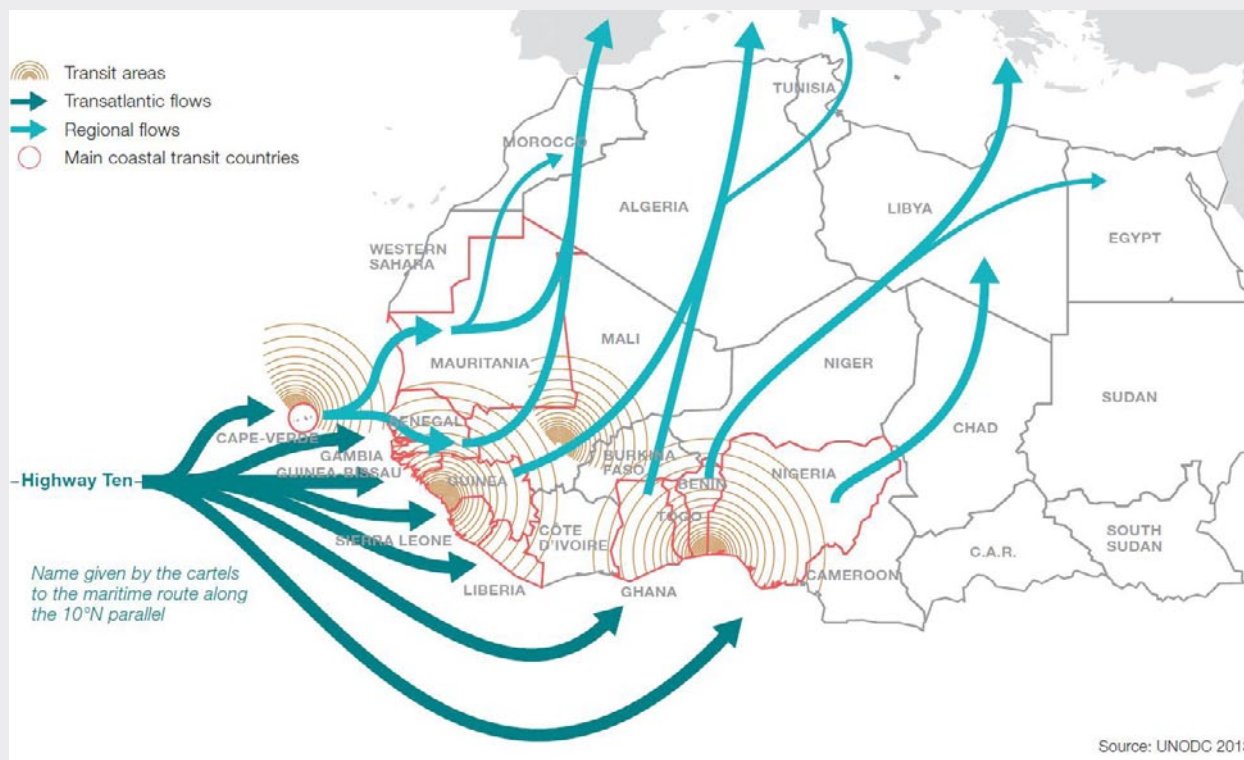 Transit areas
Transatlantic flows
Regional flows
Main coastal transit countries
TUNISIA
MOROCCO
ALGERIA
LIBYA
EGYPT
WESTERN
SAHARA
MALI
MAURITANIA
NIGER
SUDAN
CHAD
CAPE-VERDE
SENEGAL
GAMBIA
GUINEA-BISSAU
GUINEA
BURKINA
FASO
BENIN
NIGERIA
Highway Ten
TOGO
CÔTE
D'IVOIRE
SIERRA LEONE
LIBERIA
GHANA
CAMEROON
C.A.R.
SOUTH
SUDAN
Name given by the cartels
to the maritime route along
the 10°N parallel
Source: UNODC 2013